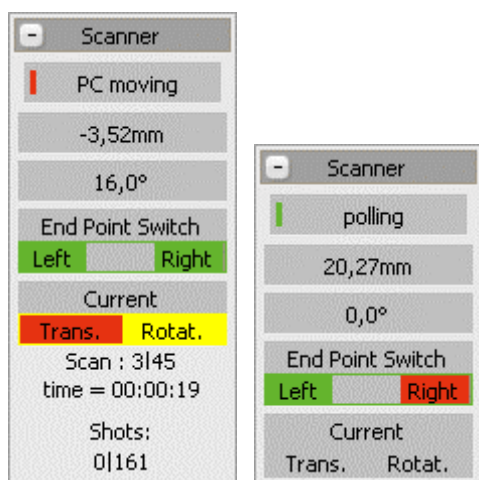 Scanner
PC moving
-3,52mm
16,0°
End Point Switch
Left Right
Current
Trans. Rotat.
Scan : 3|45
time = 00:00:19
Shots:
0|161
Scanner
polling
20,27mm
0,0°
End Point Switch
Left Right
Current
Trans. Rotat.